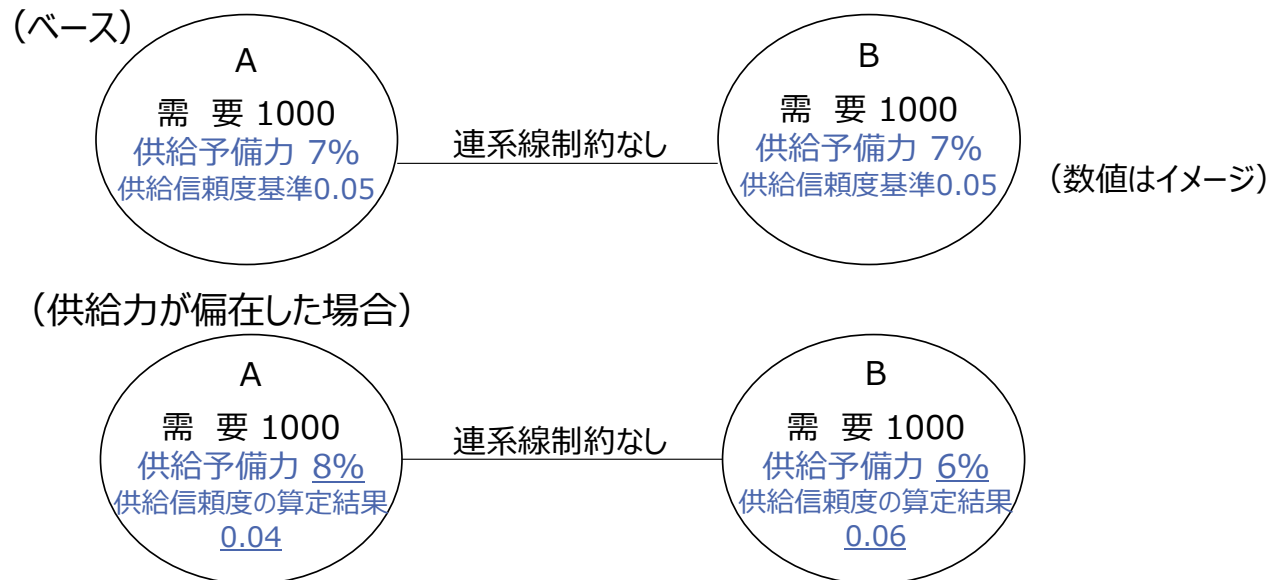 （ベース）
A
需 要 1000
供給予備力 7%
供給信頼度基準0.05
連系線制約なし
B
需 要 1000
供給予備力 7%
供給信頼度基準0.05
（数値はイメージ）
（供給力が偏在した場合）
A
需 要 1000
供給予備力 8%
供給信頼度の算定結果
0.04
連系線制約なし
B
需 要 1000
供給予備力 6%
供給信頼度の算定結果
0.06